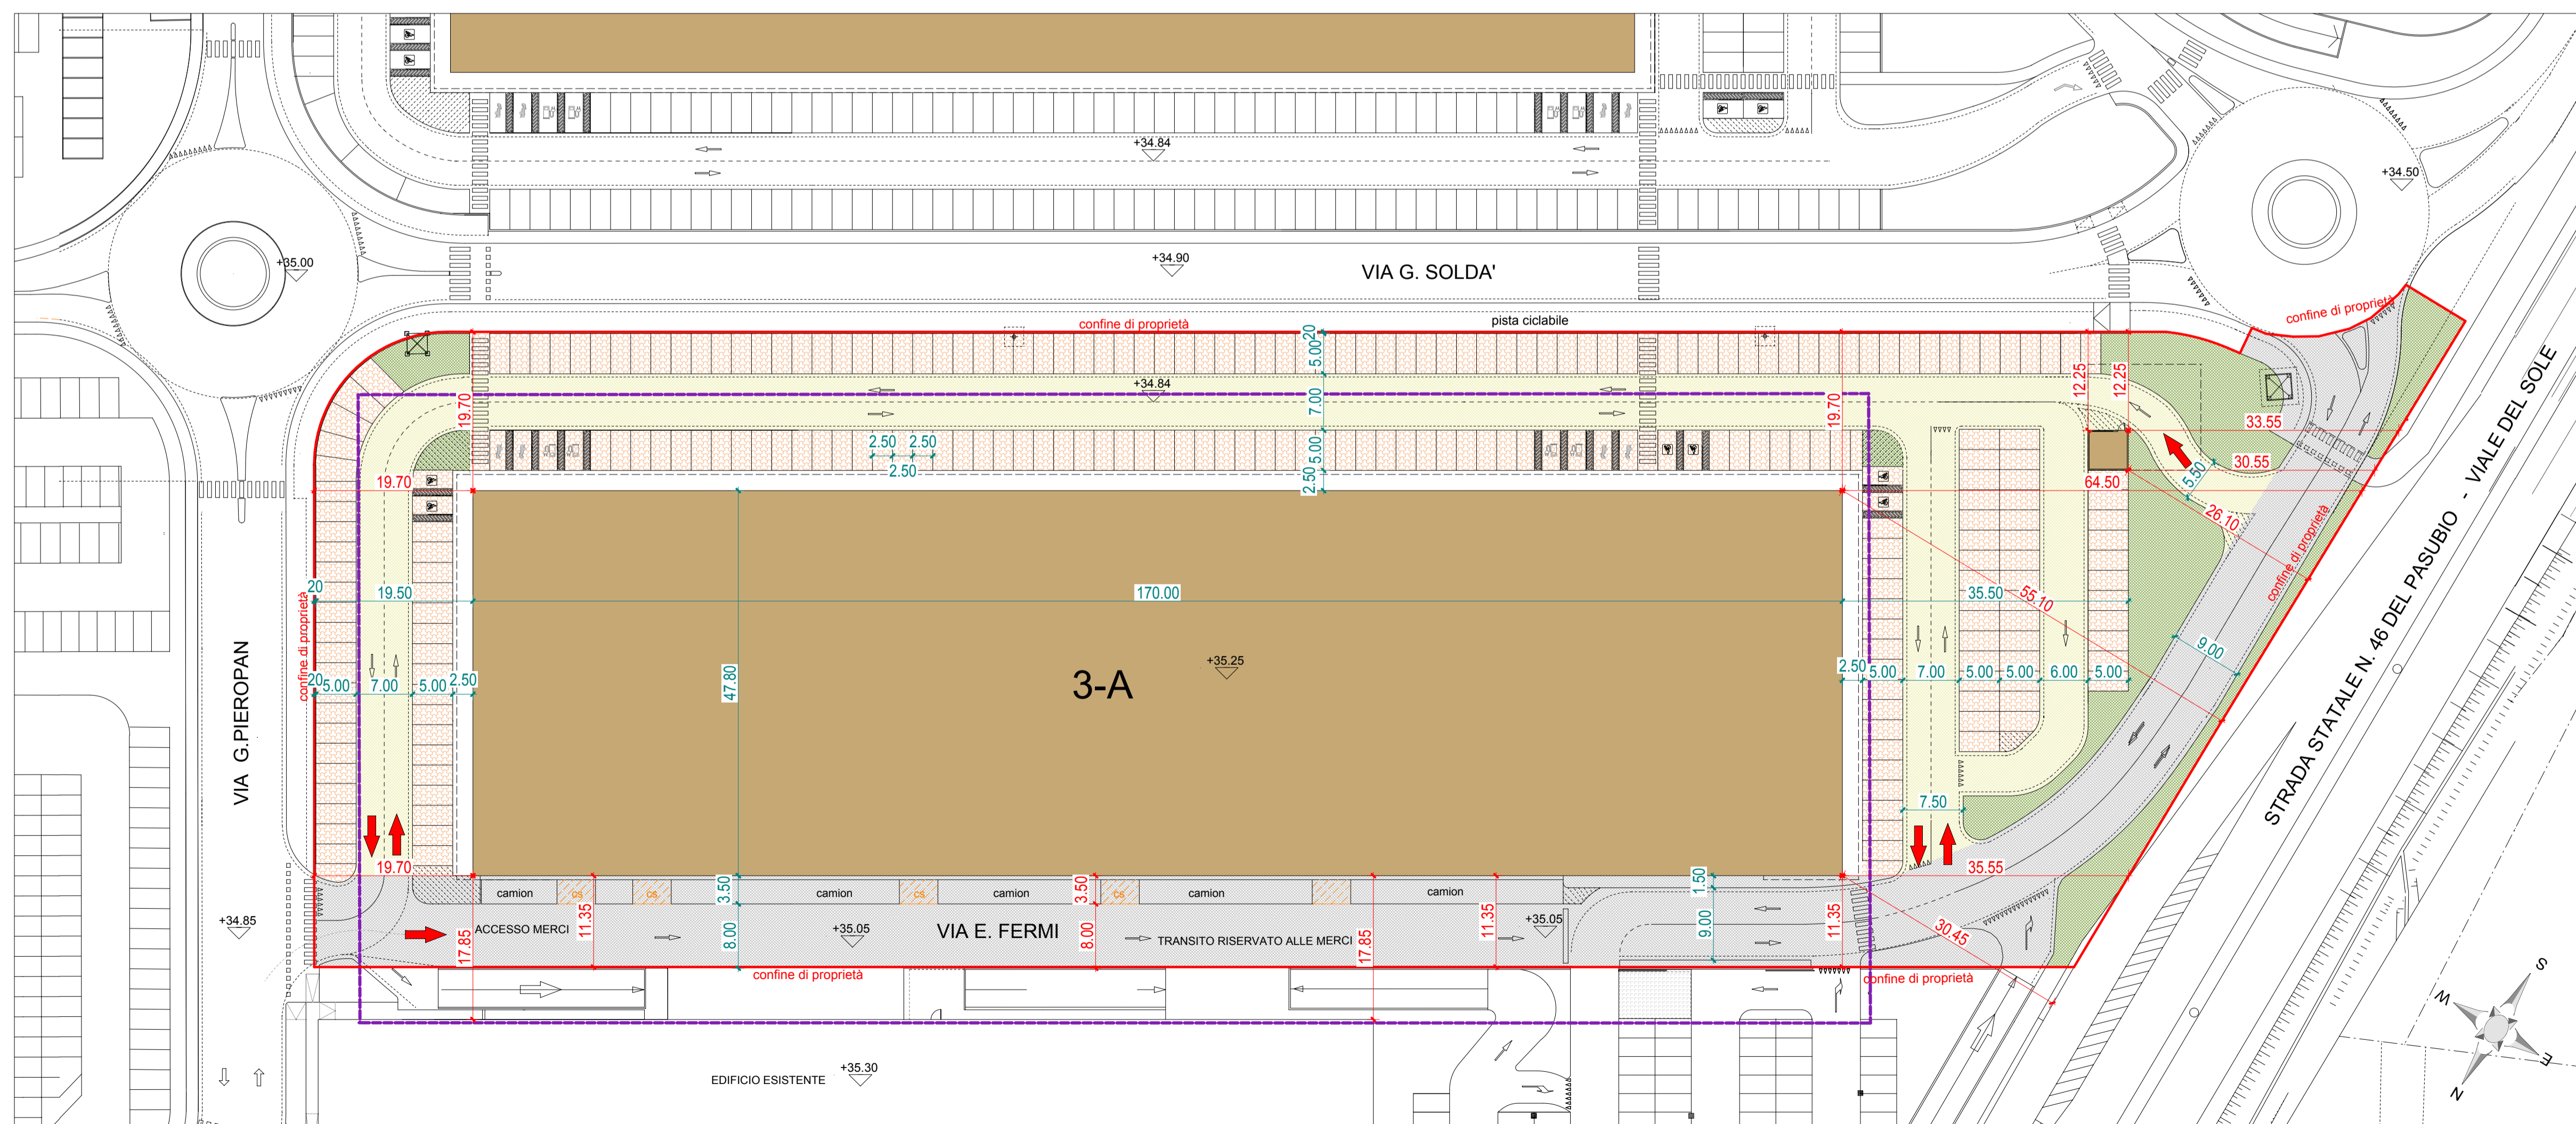 +34.84
+34.50
+35.00
+34.90
VIA G. SOLDA'
confine di proprietà
pista ciclabile
confine di proprietà
20
5.00
+34.84
12.25
12.25
19.70
7.00
19.70
33.55
2.50
2.50
5.00
2.50
30.55
19.70
2.50
64.50
5.50
26.10
confine di proprietà
20
19.50
170.00
35.50
55.10
confine di proprietà
9.00
+35.25
3-A
47.80
20
5.00
7.00
5.00
2.50
2.50
5.00
7.00
5.00
5.00
6.00
5.00
VIA G.PIEROPAN
STRADA STATALE N. 46 DEL PASUBIO - VIALE DEL SOLE
7.50
19.70
35.55
camion
cs
cs
3.50
camion
cs
camion
3.50
cs
camion
camion
1.50
+34.85
17.85
ACCESSO MERCI
11.35
8.00
+35.05
VIA E. FERMI
8.00
TRANSITO RISERVATO ALLE MERCI
17.85
11.35
+35.05
9.00
11.35
30.45
confine di proprietà
confine di proprietà
EDIFICIO ESISTENTE
+35.30
S
W
E
N